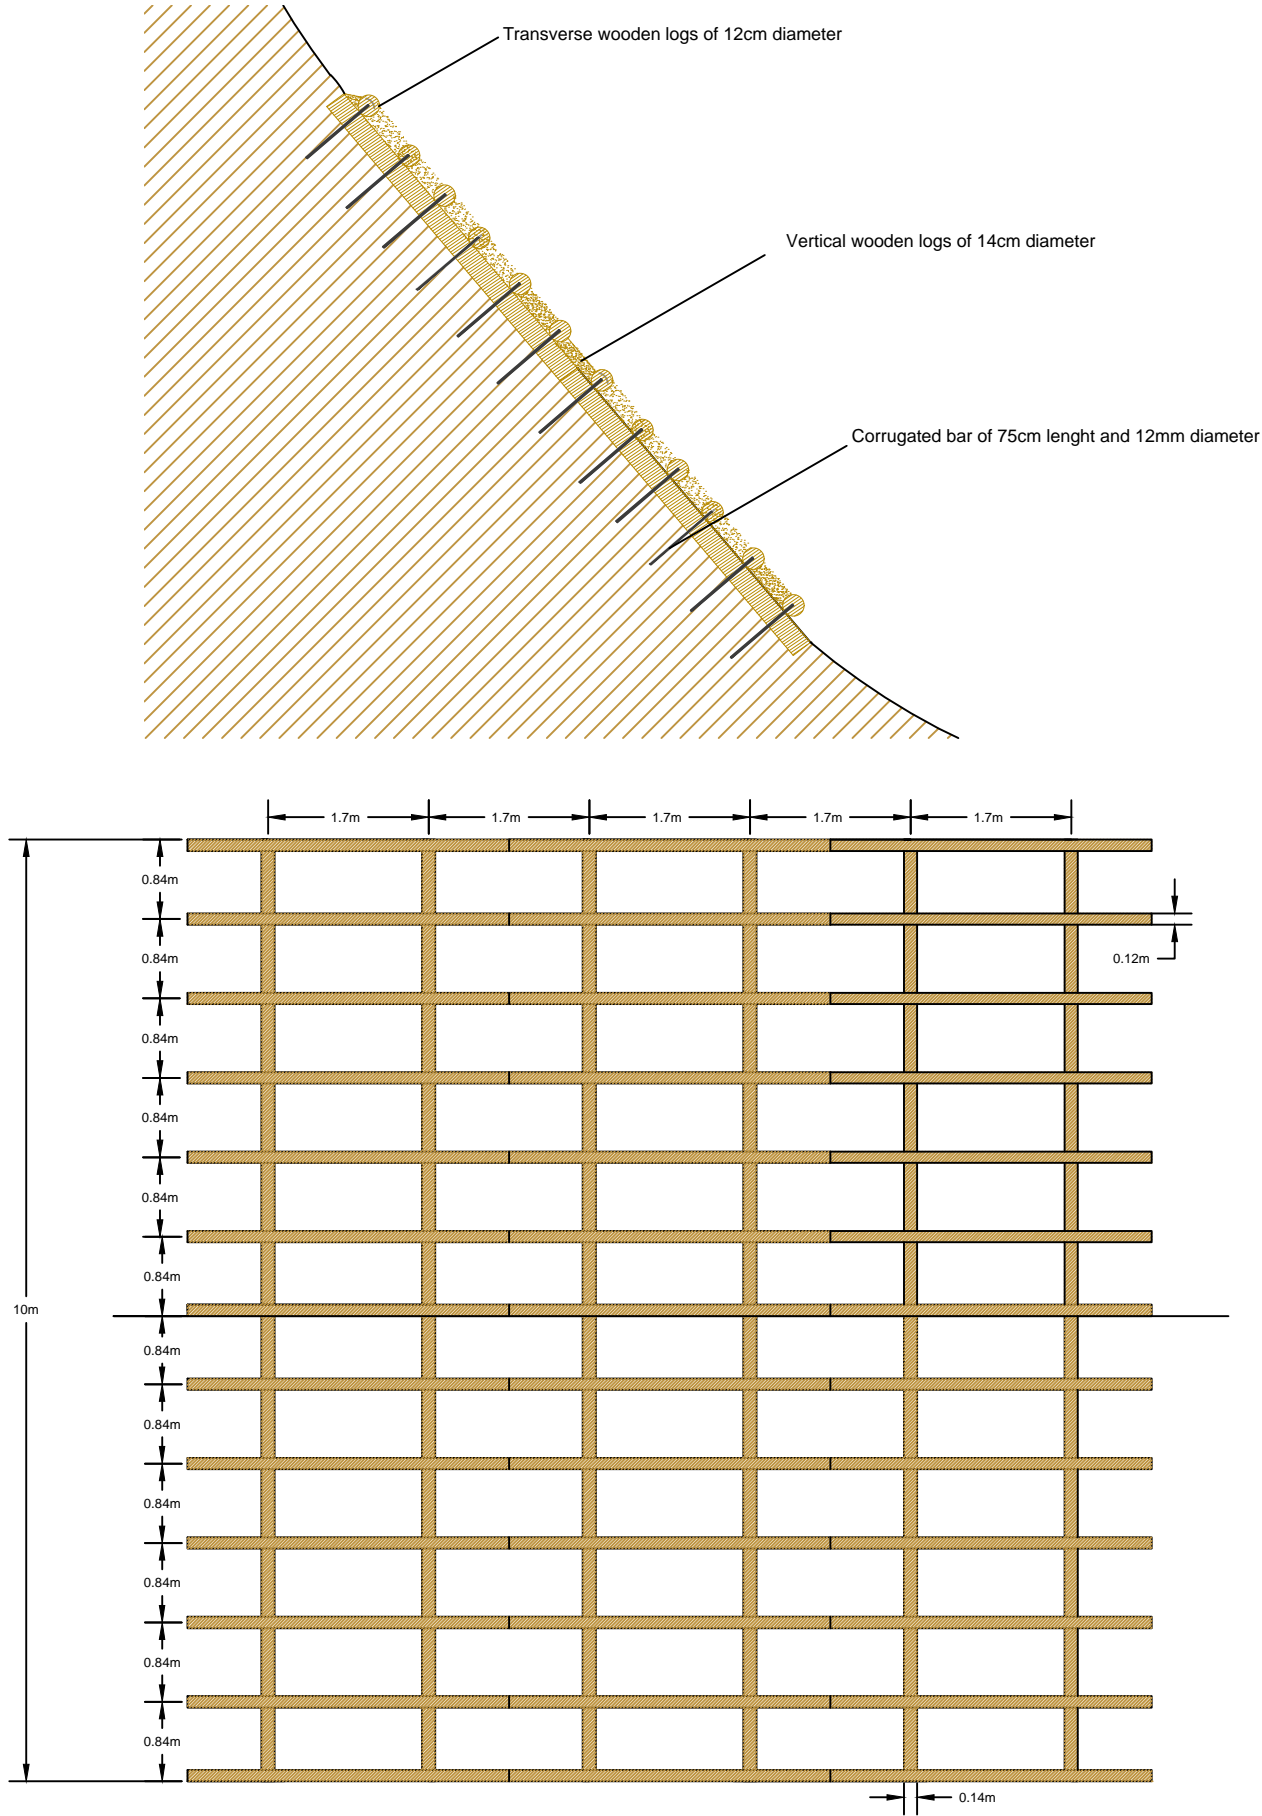 Transverse wooden logs of 12cm diameter
Vertical wooden logs of 14cm diameter
Corrugated bar of 75cm lenght and 12mm diameter
1.7m 1.7m 1.7m 1.7m 1.7m
0.84m
0.84m
0.12m
0.84m
0.84m
0.84m
0.84m
10m
0.84m
0.84m
0.84m
0.84m
0.84m
0.84m
0.14m